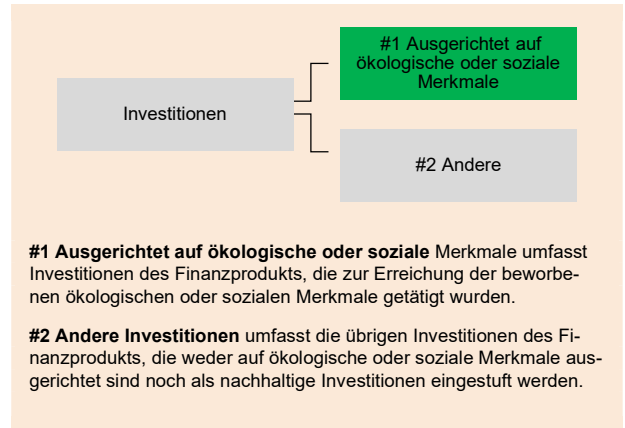 #1 Ausgerichtet auf
ökologische oder soziale
Merkmale
Investitionen
#2 Andere
#1 Ausgerichtet auf ökologische oder soziale Merkmale umfasst
Investitionen des Finanzprodukts, die zur Erreichung der beworbe-
nen ökologischen oder sozialen Merkmale getätigt wurden.
#2 Andere Investitionen umfasst die übrigen Investitionen des Fi-
nanzprodukts, die weder auf ökologische oder soziale Merkmale aus-
gerichtet sind noch als nachhaltige Investitionen eingestuft werden.